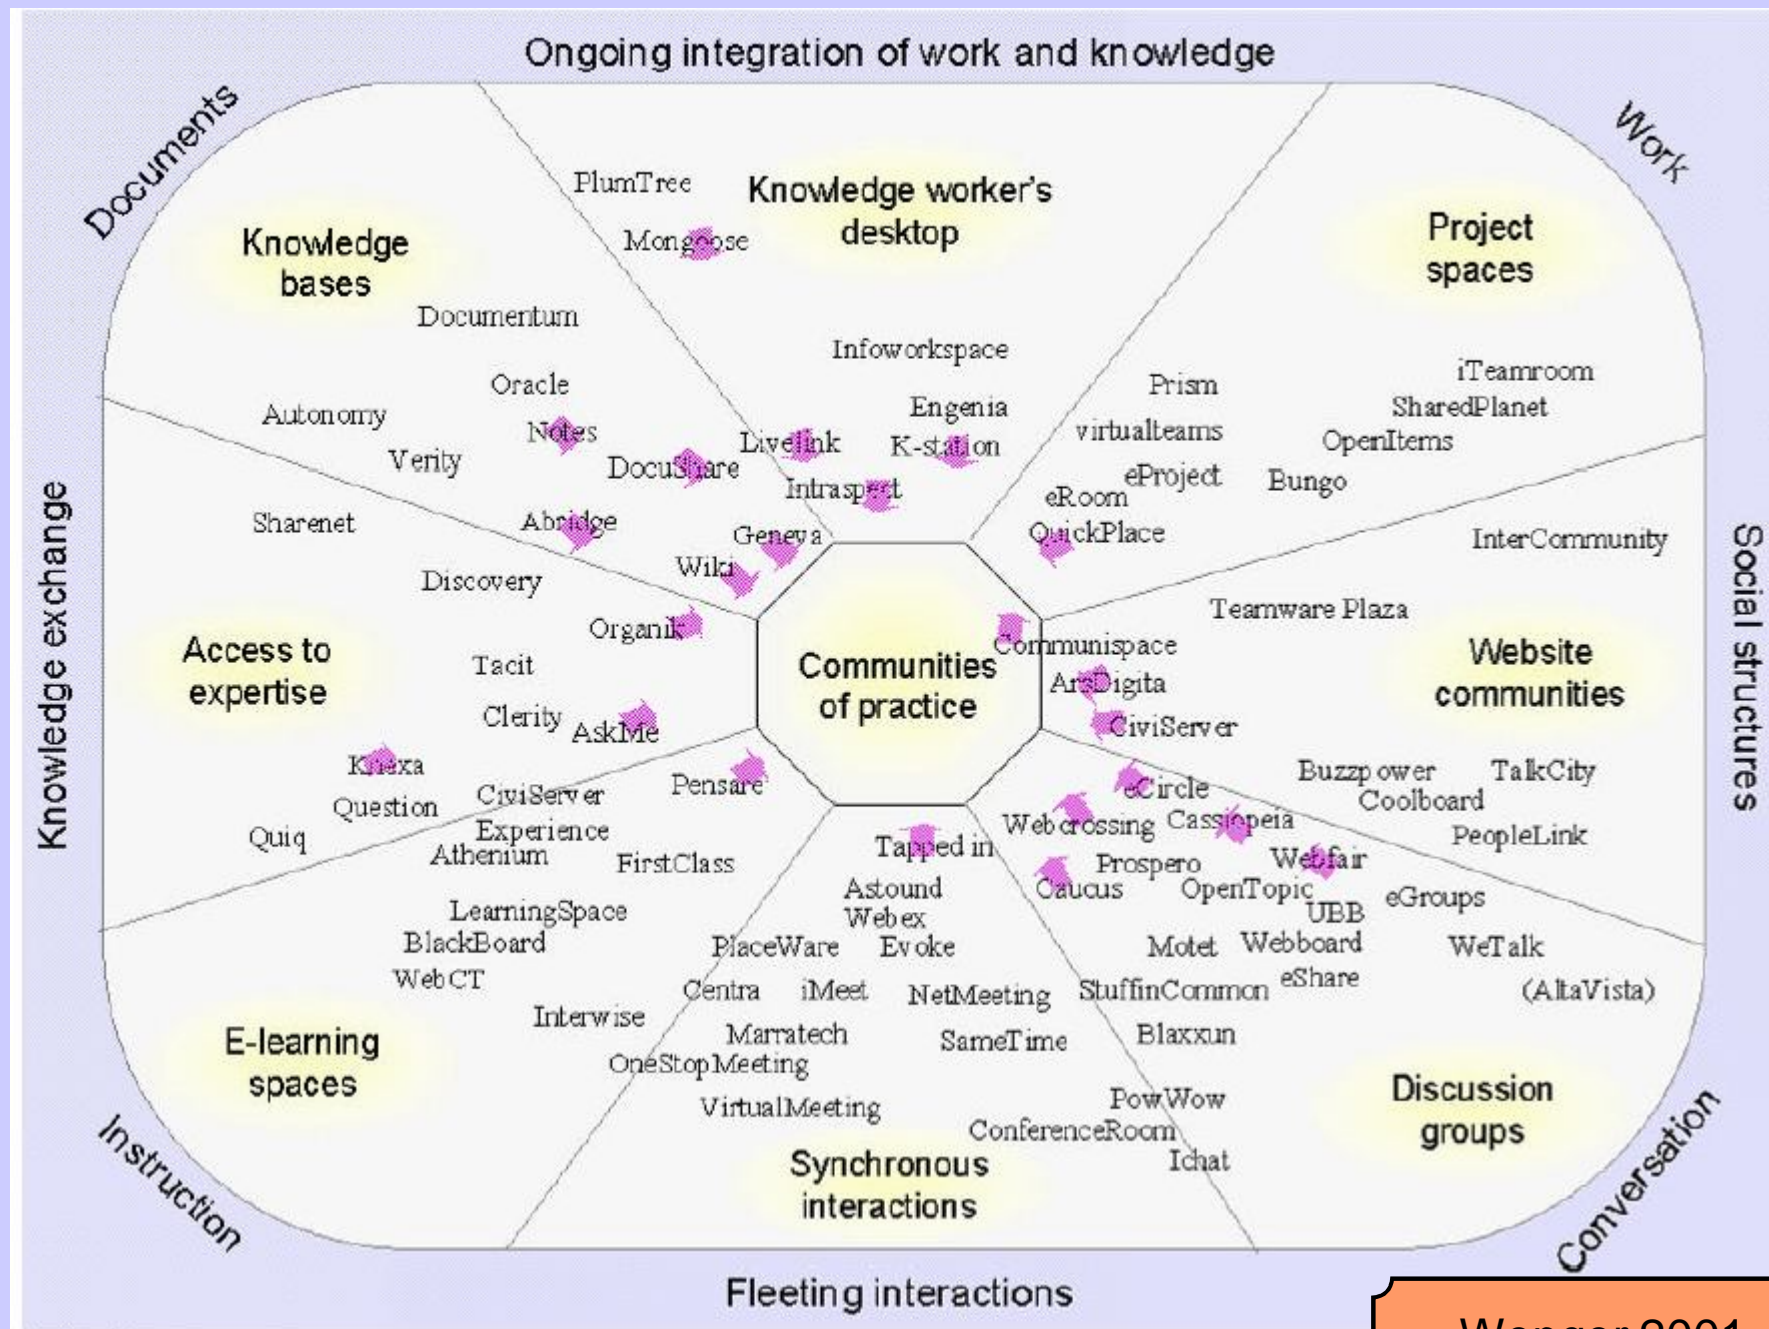 Ongoing integration of work and knowledge
Documents
Work
Knowledge worker's
desktop
PlumTree
Mongoose
Infoworkspace
Engenia
Livelink
K-station
Intraspect
Knowledge
bases
Documentum
Oracle
Autonomy
Notes
Verity
DocuShare
Abridge
Geneva
Wiki
Project
spaces
iTeamroom
Prism
SharedPlanet
virtualteams
OpenItems
eProject
Bungo
eRoom
QuickPlace
Knowledge exchange
Access to
expertise
Sharenet
Discovery
Organik
Tacit
Clerity
AskMe
Knexa
Question
Quiq
Communities
of practice
Social structures
Website
communities
InterCommunity
Teamware Plaza
Communispace
ArsDigita
CiviServer
Buzzpower
TalkCity
Coolboard
PeopleLink
Instruction
E-learning
spaces
Pensare
CiviServer
Experience
Athenium
FirstClass
LearningSpace
BlackBoard
WebCT
Interwise
Synchronous
interactions
Tapped in
Astound
Webex
PlaceWare
Evoke
Centra
iMeet
NetMeeting
Marratech
SameTime
OneStopMeeting
VirtualMeeting
ConferenceRoom
Conversation
Discussion
groups
eCircle
Webcrossing
Cassiopeia
Prospero
Webfair
Caucus
OpenTopic
eGroups
UBB
Motet
Webboard
WeTalk
eShare
StuffinCommon
(AltaVista)
Blaxxun
PowWow
Ichat
Fleeting interactions
Wenger 2001